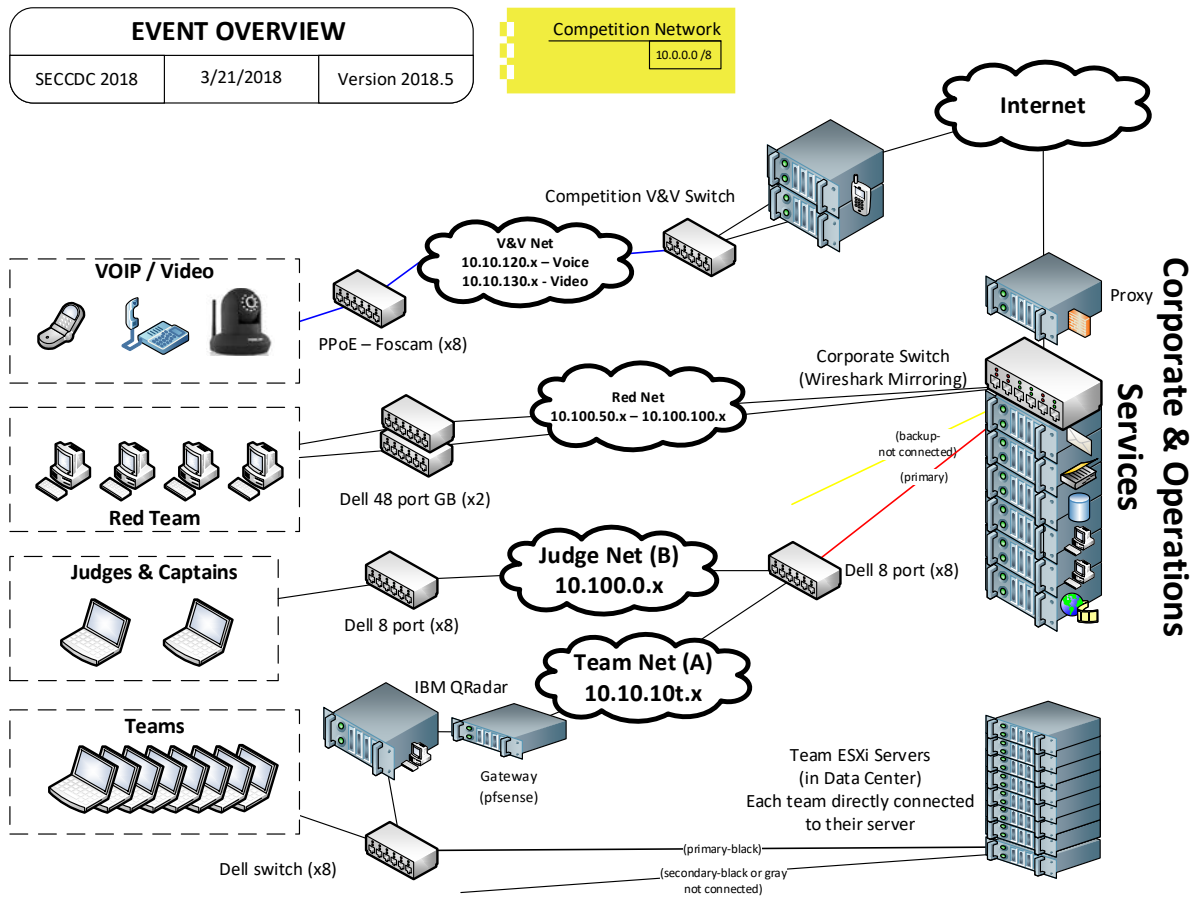 EVENT OVERVIEW
SECCDC 2018
3/21/2018
Version 2018.5
Competition Network
10.0.0.0 /8
Internet
Competition V&V Switch
V&V Net
10.10.120.x – Voice
10.10.130.x - Video
VOIP / Video
PPoE – Foscam (x8)
Proxy
Corporate Switch
(Wireshark Mirroring)
Corporate & Operations
Services
Red Net
10.100.50.x – 10.100.100.x
(backup-
not connected)
(primary)
Dell 48 port GB (x2)
Red Team
Judges & Captains
Judge Net (B)
10.100.0.x
Dell 8 port (x8)
Dell 8 port (x8)
Team Net (A)
10.10.10t.x
IBM QRadar
Teams
Gateway
(pfsense)
Team ESXi Servers
(in Data Center)
Each team directly connected
to their server
Dell switch (x8)
(primary-black)
(secondary-black or gray
not connected)